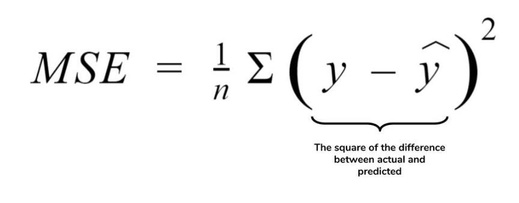 MSE = 1/n Σ (y − ŷ)²
The square of the difference
between actual and
predicted